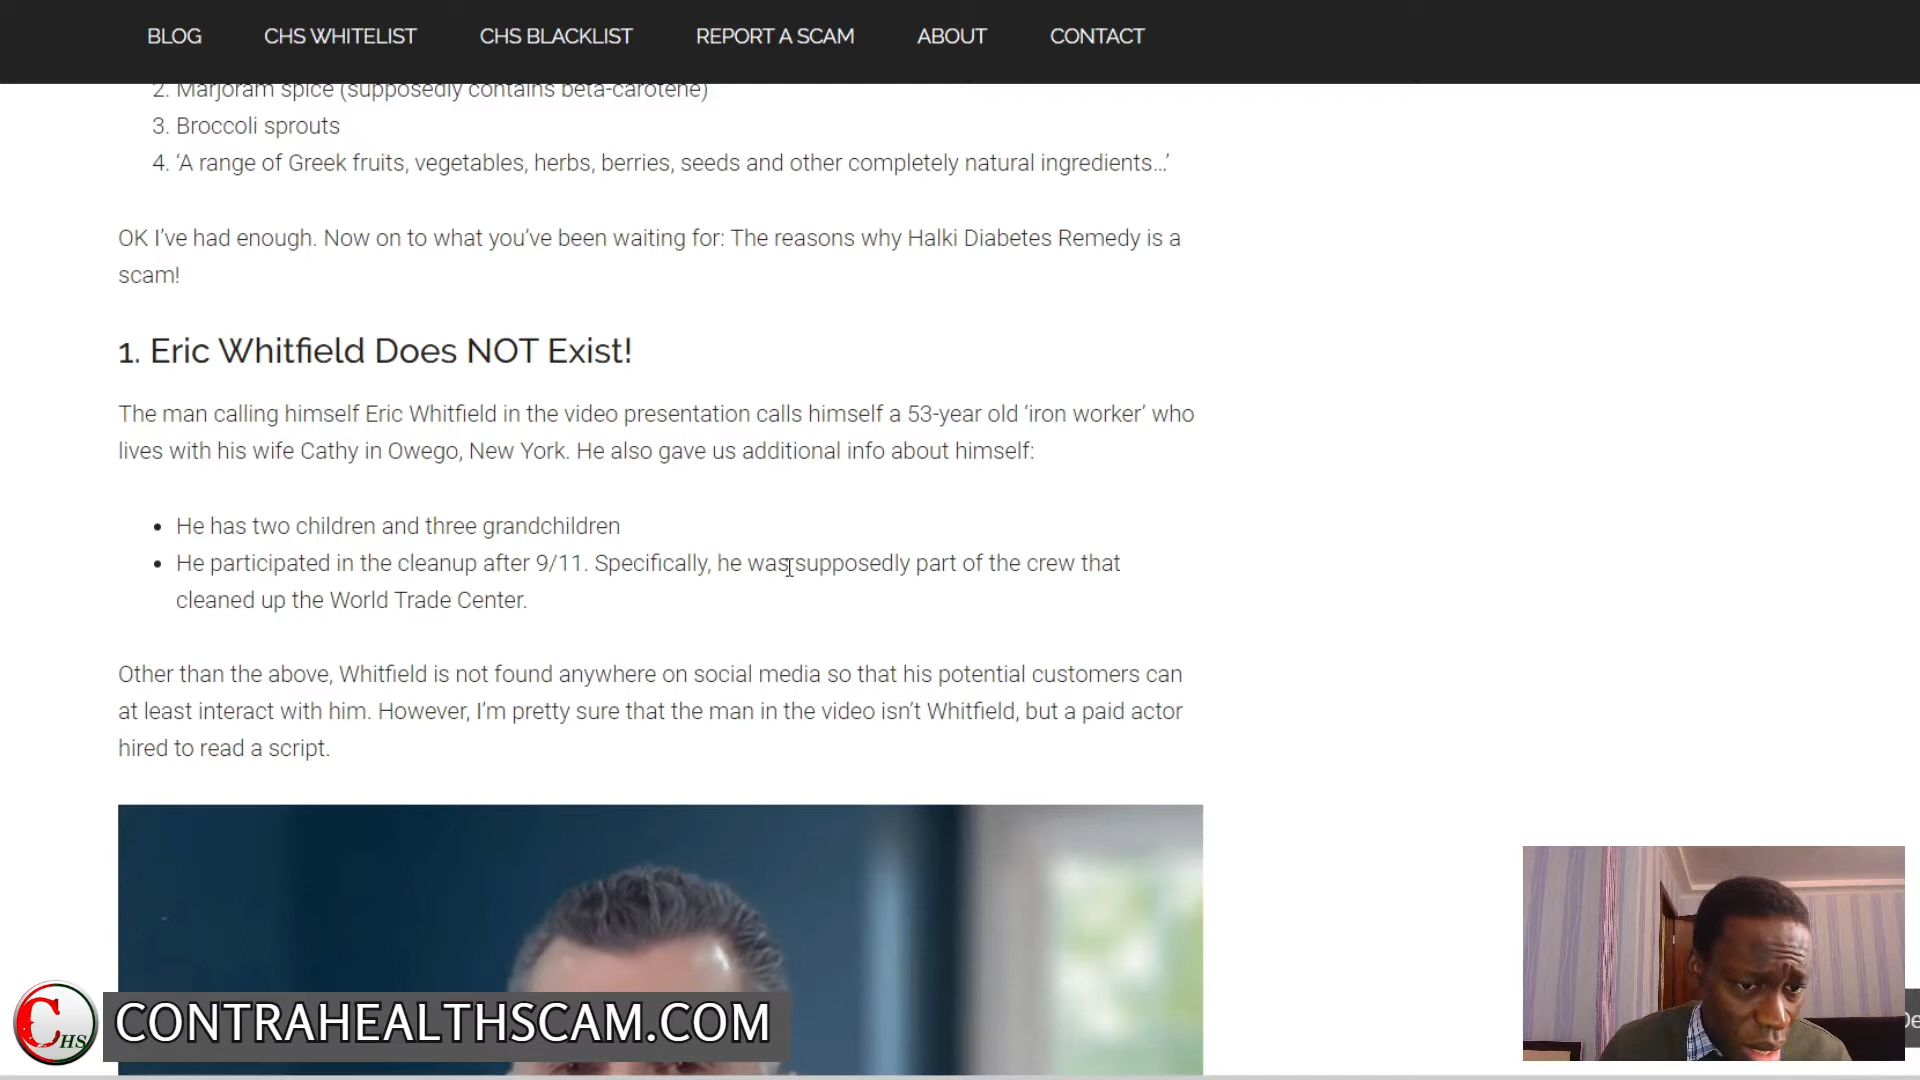 BLOG CHS WHITELIST CHS BLACKLIST REPORT A SCAM ABOUT CONTACT
2. Marjoram spice (supposedly contains beta-carotene)
3. Broccoli sprouts
4. ‘A range of Greek fruits, vegetables, herbs, berries, seeds and other completely natural ingredients…’
OK I’ve had enough. Now on to what you’ve been waiting for: The reasons why Halki Diabetes Remedy is a
scam!
1. Eric Whitfield Does NOT Exist!
The man calling himself Eric Whitfield in the video presentation calls himself a 53-year old ‘iron worker’ who
lives with his wife Cathy in Owego, New York. He also gave us additional info about himself:
• He has two children and three grandchildren
• He participated in the cleanup after 9/11. Specifically, he was supposedly part of the crew that
cleaned up the World Trade Center.
Other than the above, Whitfield is not found anywhere on social media so that his potential customers can
at least interact with him. However, I’m pretty sure that the man in the video isn’t Whitfield, but a paid actor
hired to read a script.
CHS
CONTRAHEALTHSCAM.COM